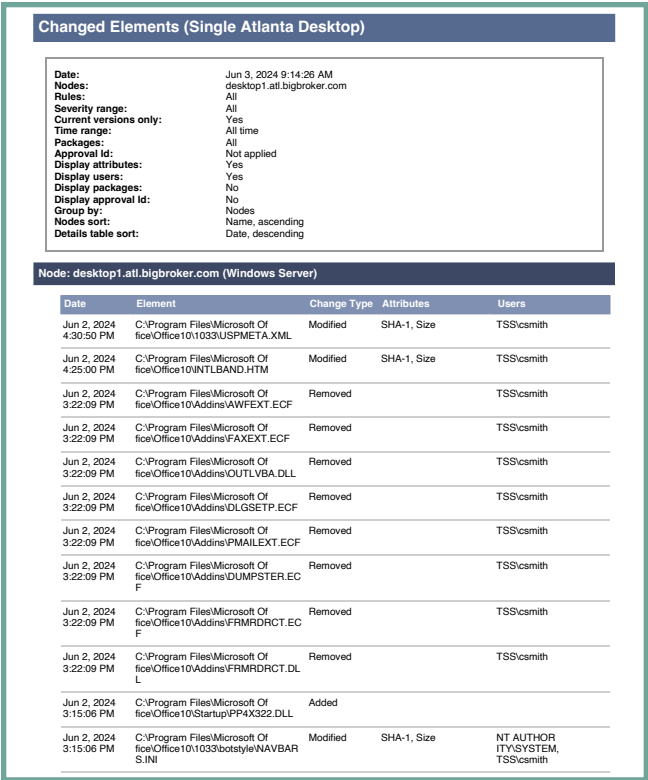 Changed Elements (Single Atlanta Desktop)
Date: Jun 3, 2024 9:14:26 AM
Nodes: desktop1.atl.bigbroker.com
Rules: All
Severity range: All
Current versions only: Yes
Time range: All time
Packages: All
Approval Id: Not applied
Display attributes: Yes
Display users: Yes
Display packages: No
Display approval Id: No
Group by: Nodes
Nodes sort: Name, ascending
Details table sort: Date, descending
Node: desktop1.atl.bigbroker.com (Windows Server)
Date Element Change Type Attributes Users
Jun 2, 2024 C:\Program Files\Microsoft Of Modified SHA-1, Size TSS\csmith
4:30:50 PM fice\Office10\1033\USPMETA.XML
Jun 2, 2024 C:\Program Files\Microsoft Of Modified SHA-1, Size TSS\csmith
4:25:00 PM fice\Office10\INTLBAND.HTM
Jun 2, 2024 C:\Program Files\Microsoft Of Removed TSS\csmith
3:22:09 PM fice\Office10\Addins\AWFEXT.ECF
Jun 2, 2024 C:\Program Files\Microsoft Of Removed TSS\csmith
3:22:09 PM fice\Office10\Addins\FAXEXT.ECF
Jun 2, 2024 C:\Program Files\Microsoft Of Removed TSS\csmith
3:22:09 PM fice\Office10\Addins\OUTLVBA.DLL
Jun 2, 2024 C:\Program Files\Microsoft Of Removed TSS\csmith
3:22:09 PM fice\Office10\Addins\DLGSETP.ECF
Jun 2, 2024 C:\Program Files\Microsoft Of Removed TSS\csmith
3:22:09 PM fice\Office10\Addins\PMAILEXT.ECF
Jun 2, 2024 C:\Program Files\Microsoft Of Removed TSS\csmith
3:22:09 PM fice\Office10\Addins\DUMPSTER.EC
F
Jun 2, 2024 C:\Program Files\Microsoft Of Removed TSS\csmith
3:22:09 PM fice\Office10\Addins\FRMRDRCT.EC
F
Jun 2, 2024 C:\Program Files\Microsoft Of Removed TSS\csmith
3:22:09 PM fice\Office10\Addins\FRMRDRCT.DL
L
Jun 2, 2024 C:\Program Files\Microsoft Of Added
3:15:06 PM fice\Office10\Startup\PP4X322.DLL
Jun 2, 2024 C:\Program Files\Microsoft Of Modified SHA-1, Size NT AUTHOR
3:15:06 PM fice\Office10\1033\botstyle\NAVBAR ITY\SYSTEM,
S.INI TSS\csmith